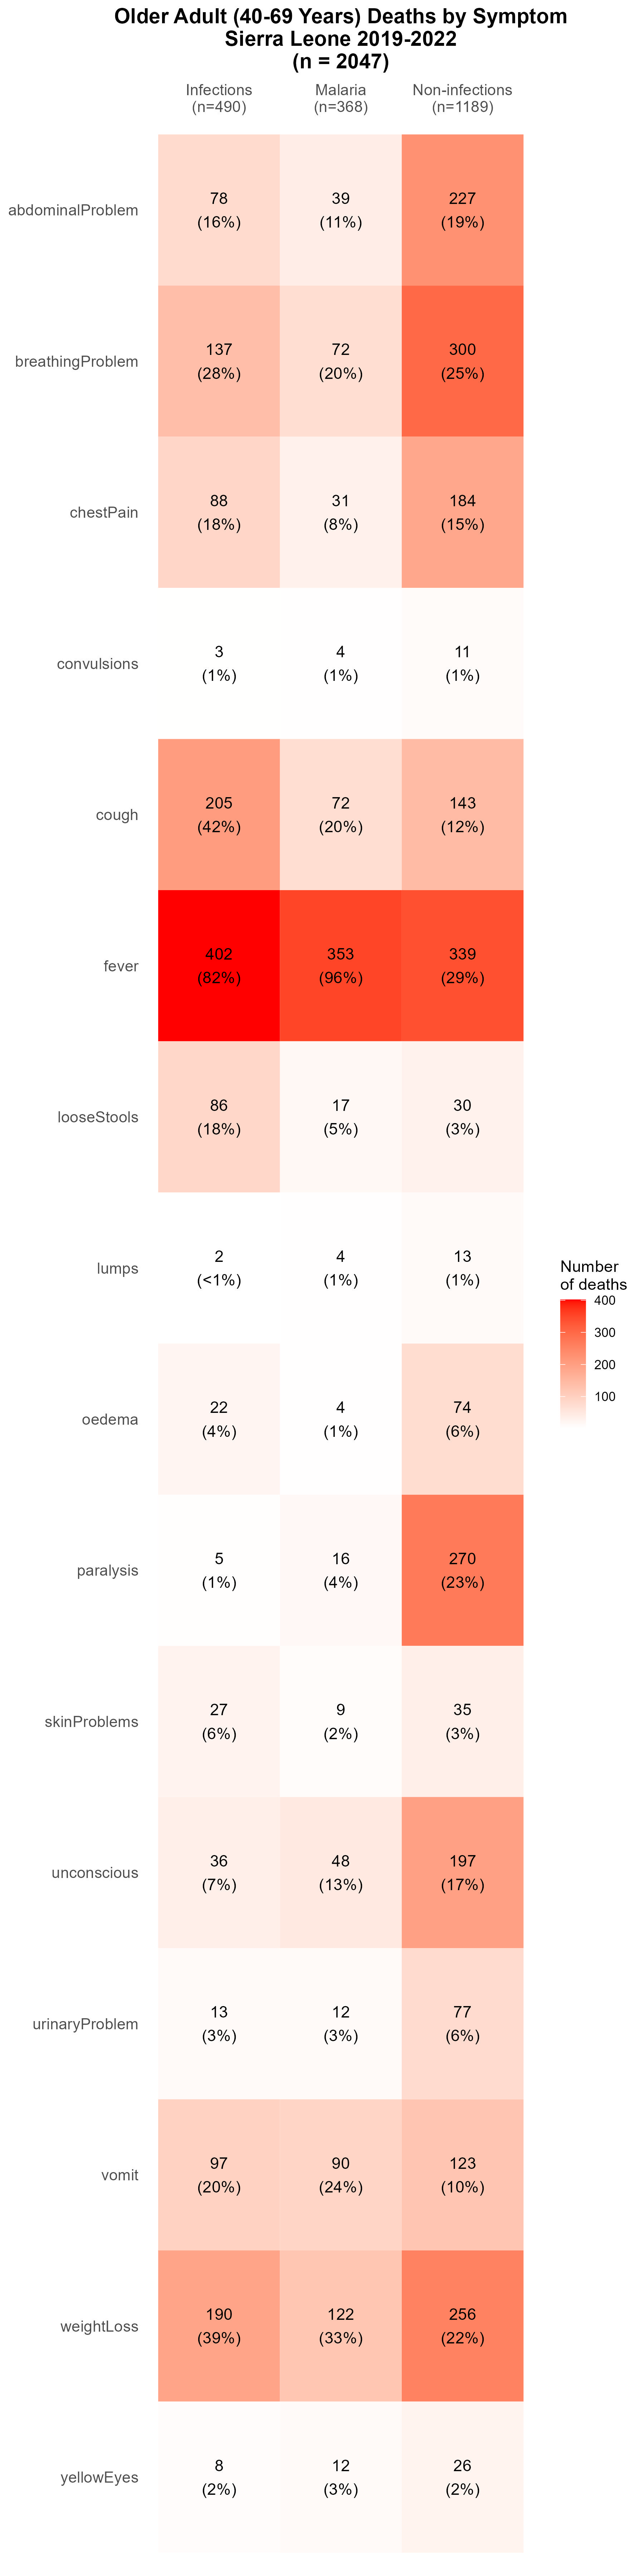 Older Adult (40-69 Years) Deaths by Symptom
Sierra Leone 2019-2022
(n = 2047)
Infections Malaria Non-infections
(n=490) (n=368) (n=1189)
78 39 227
abdominalProblem
(16%) (11%) (19%)
137 72 300
breathingProblem
(28%) (20%) (25%)
88 31 184
chestPain
(18%) (8%) (15%)
3 4 11
convulsions
(1%) (1%) (1%)
205 72 143
cough
(42%) (20%) (12%)
402 353 339
fever
(82%) (96%) (29%)
86 17 30
looseStools
(18%) (5%) (3%)
2 4 13
lumps
(<1%) (1%) (1%)
Number
of deaths
400
300
200
100
22 4 74
oedema
(4%) (1%) (6%)
5 16 270
paralysis
(1%) (4%) (23%)
27 9 35
skinProblems
(6%) (2%) (3%)
36 48 197
unconscious
(7%) (13%) (17%)
13 12 77
urinaryProblem
(3%) (3%) (6%)
97 90 123
vomit
(20%) (24%) (10%)
190 122 256
weightLoss
(39%) (33%) (22%)
8 12 26
yellowEyes
(2%) (3%) (2%)